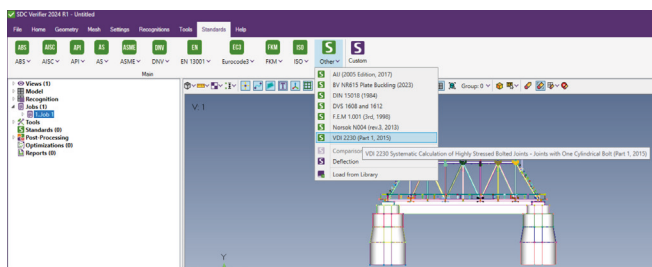 SDC Verifier 2024 R1 - Untitled
File Home Geometry Mesh Settings Recognitions Tools Standards Help
ABS AISC API AS ASME DNV EN EC3 FKM ISO
ABS AISC API AS ASME DNV EN 13001 Eurocode3 FKM ISO Other Custom
Main
Views (1)
Model
Recognition
Jobs (1)
1..Job 1
Tools
Standards (0)
Post-Processing
Optimizations (0)
Reports (0)
V: 1
Group: 0
AIJ (2005 Edition, 2017)
BV NR615 Plate Buckling (2023)
DIN 15018 (1984)
DVS 1608 and 1612
F.E.M 1.001 (3rd, 1998)
Norsok N004 (rev.3, 2013)
VDI 2230 (Part 1, 2015)
Comparison
VDI 2230 Systematic Calculation of Highly Stressed Bolted Joints - Joints with One Cylindrical Bolt (Part 1, 2015)
Deflection
Load from Library
Y